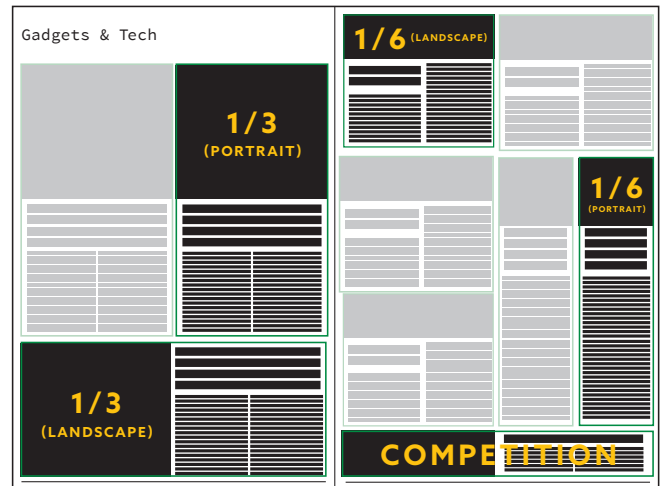 Gadgets & Tech
1/3
(PORTRAIT)
1/3
(LANDSCAPE)
1/6 (LANDSCAPE)
1/6
(PORTRAIT)
COMPETITION